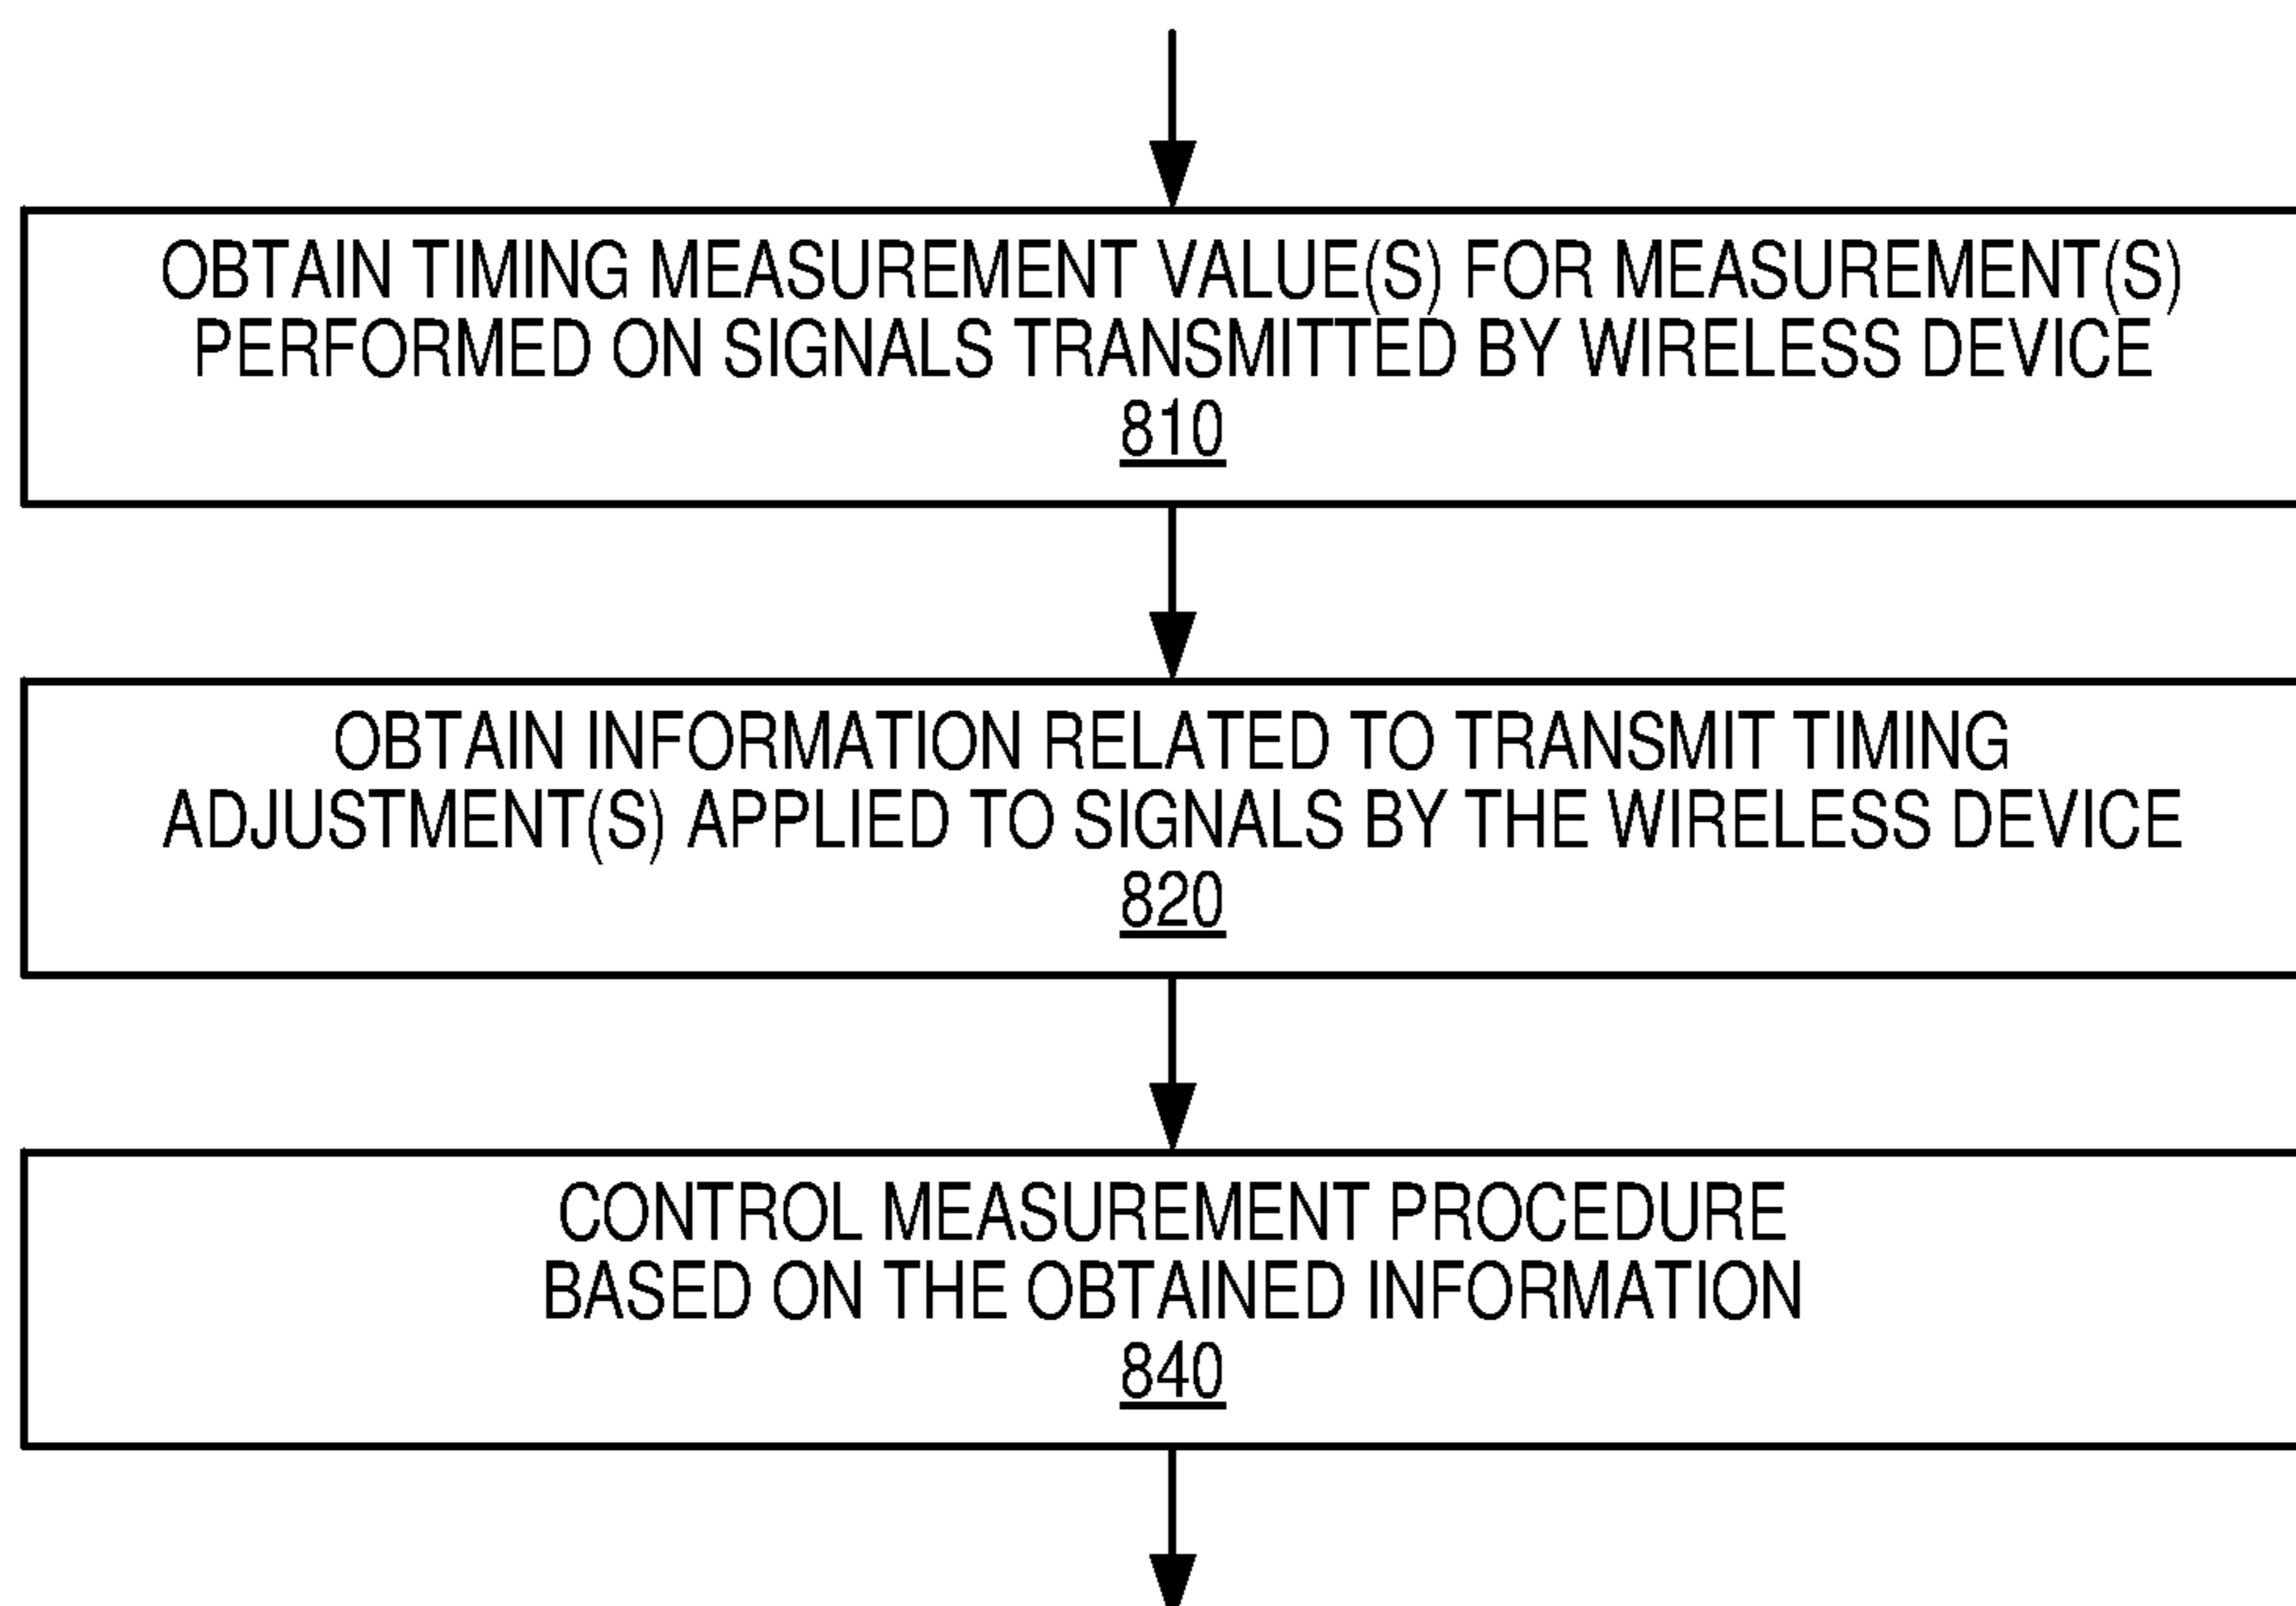 OBTAIN TIMING MEASUREMENT VALUE(S) FOR MEASUREMENT(S)
PERFORMED ON SIGNALS TRANSMITTED BY WIRELESS DEVICE
810
OBTAIN INFORMATION RELATED TO TRANSMIT TIMING
ADJUSTMENT(S) APPLIED TO SIGNALS BY THE WIRELESS DEVICE
820
CONTROL MEASUREMENT PROCEDURE
BASED ON THE OBTAINED INFORMATION
840